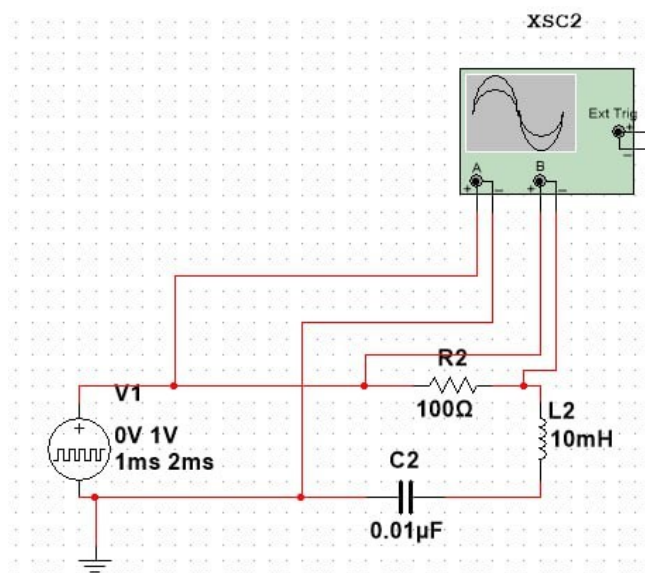 XSC2
Ext Trig
+
A
B
−
+
−
+
−
R2
V1
100Ω
L2
+
0V 1V
10mH
1ms 2ms
C2
0.01µF